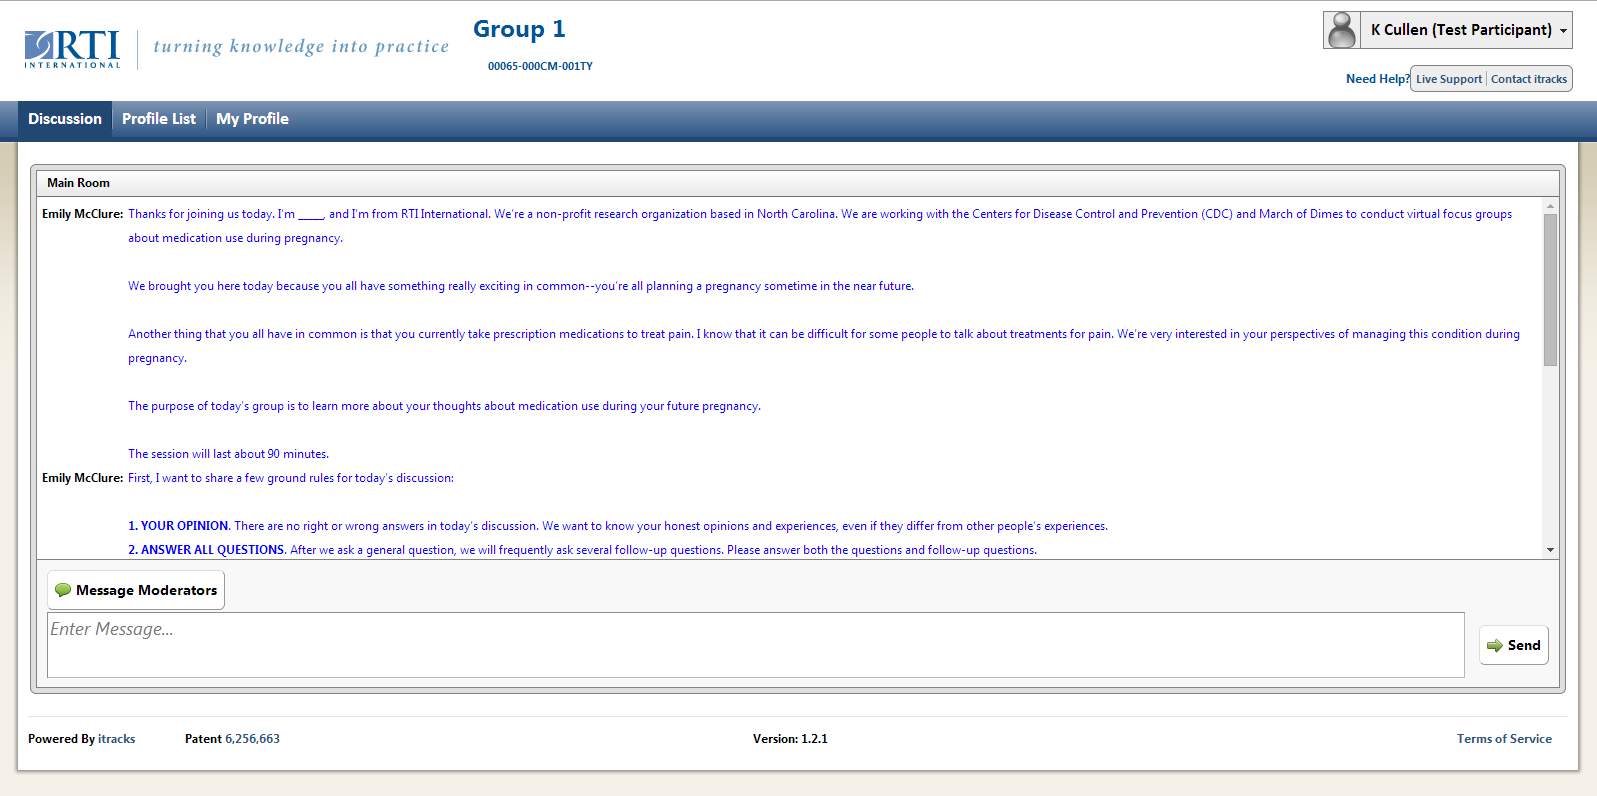 RTI
INTERNATIONAL
turning knowledge into practice
Group 1
00065-000CM-001TY
K Cullen (Test Participant)
Need Help? Live Support Contact itracks
Discussion Profile List My Profile
Main Room
Emily McClure: Thanks for joining us today. I'm _____, and I'm from RTI International. We're a non-profit research organization based in North Carolina. We are working with the Centers for Disease Control and Prevention (CDC) and March of Dimes to conduct virtual focus groups
about medication use during pregnancy.
We brought you here today because you all have something really exciting in common--you're all planning a pregnancy sometime in the near future.
Another thing that you all have in common is that you currently take prescription medications to treat pain. I know that it can be difficult for some people to talk about treatments for pain. We're very interested in your perspectives of managing this condition during
pregnancy.
The purpose of today's group is to learn more about your thoughts about medication use during your future pregnancy.
The session will last about 90 minutes.
Emily McClure: First, I want to share a few ground rules for today's discussion:
1. YOUR OPINION. There are no right or wrong answers in today's discussion. We want to know your honest opinions and experiences, even if they differ from other people's experiences.
2. ANSWER ALL QUESTIONS. After we ask a general question, we will frequently ask several follow-up questions. Please answer both the questions and follow-up questions.
Message Moderators
Enter Message...
Send
Powered By itracks Patent 6,256,663 Version: 1.2.1 Terms of Service